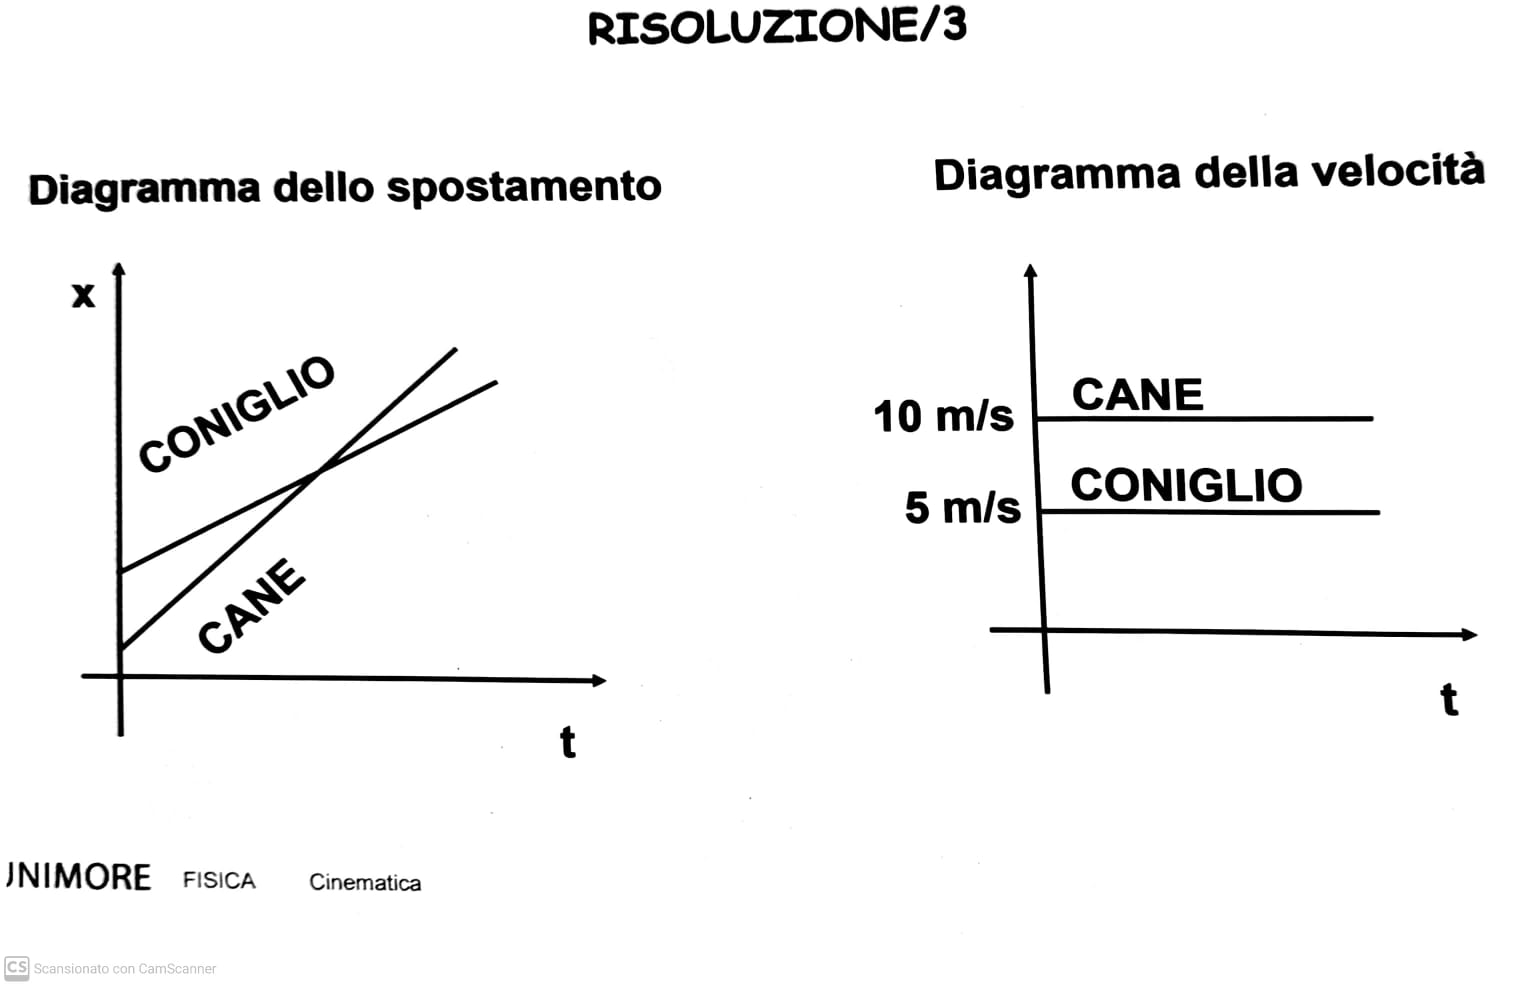 RISOLUZIONE/3
Diagramma dello spostamento
x
CONIGLIO
CANE
t
Diagramma della velocità
10 m/s
CANE
5 m/s
CONIGLIO
t
UNIMORE FISICA Cinematica
CS Scansionato con CamScanner